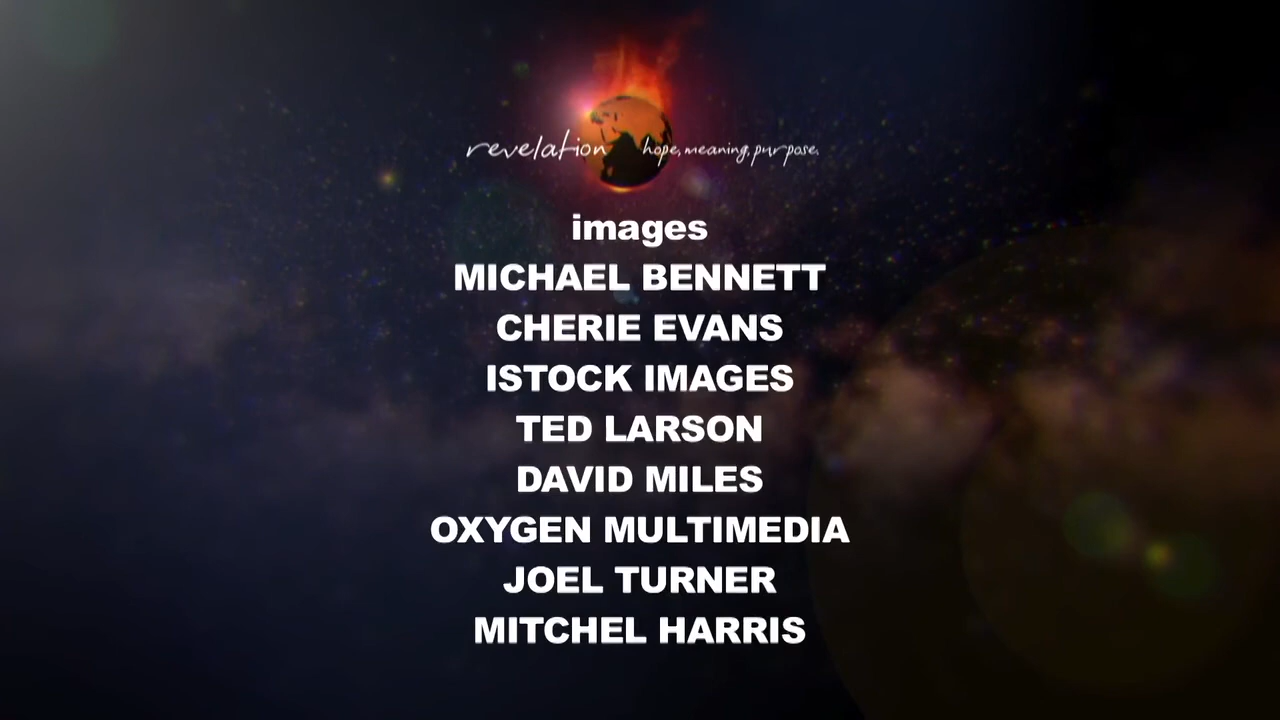 revelation hope, meaning, purpose.
images
MICHAEL BENNETT
CHERIE EVANS
ISTOCK IMAGES
TED LARSON
DAVID MILES
OXYGEN MULTIMEDIA
JOEL TURNER
MITCHEL HARRIS